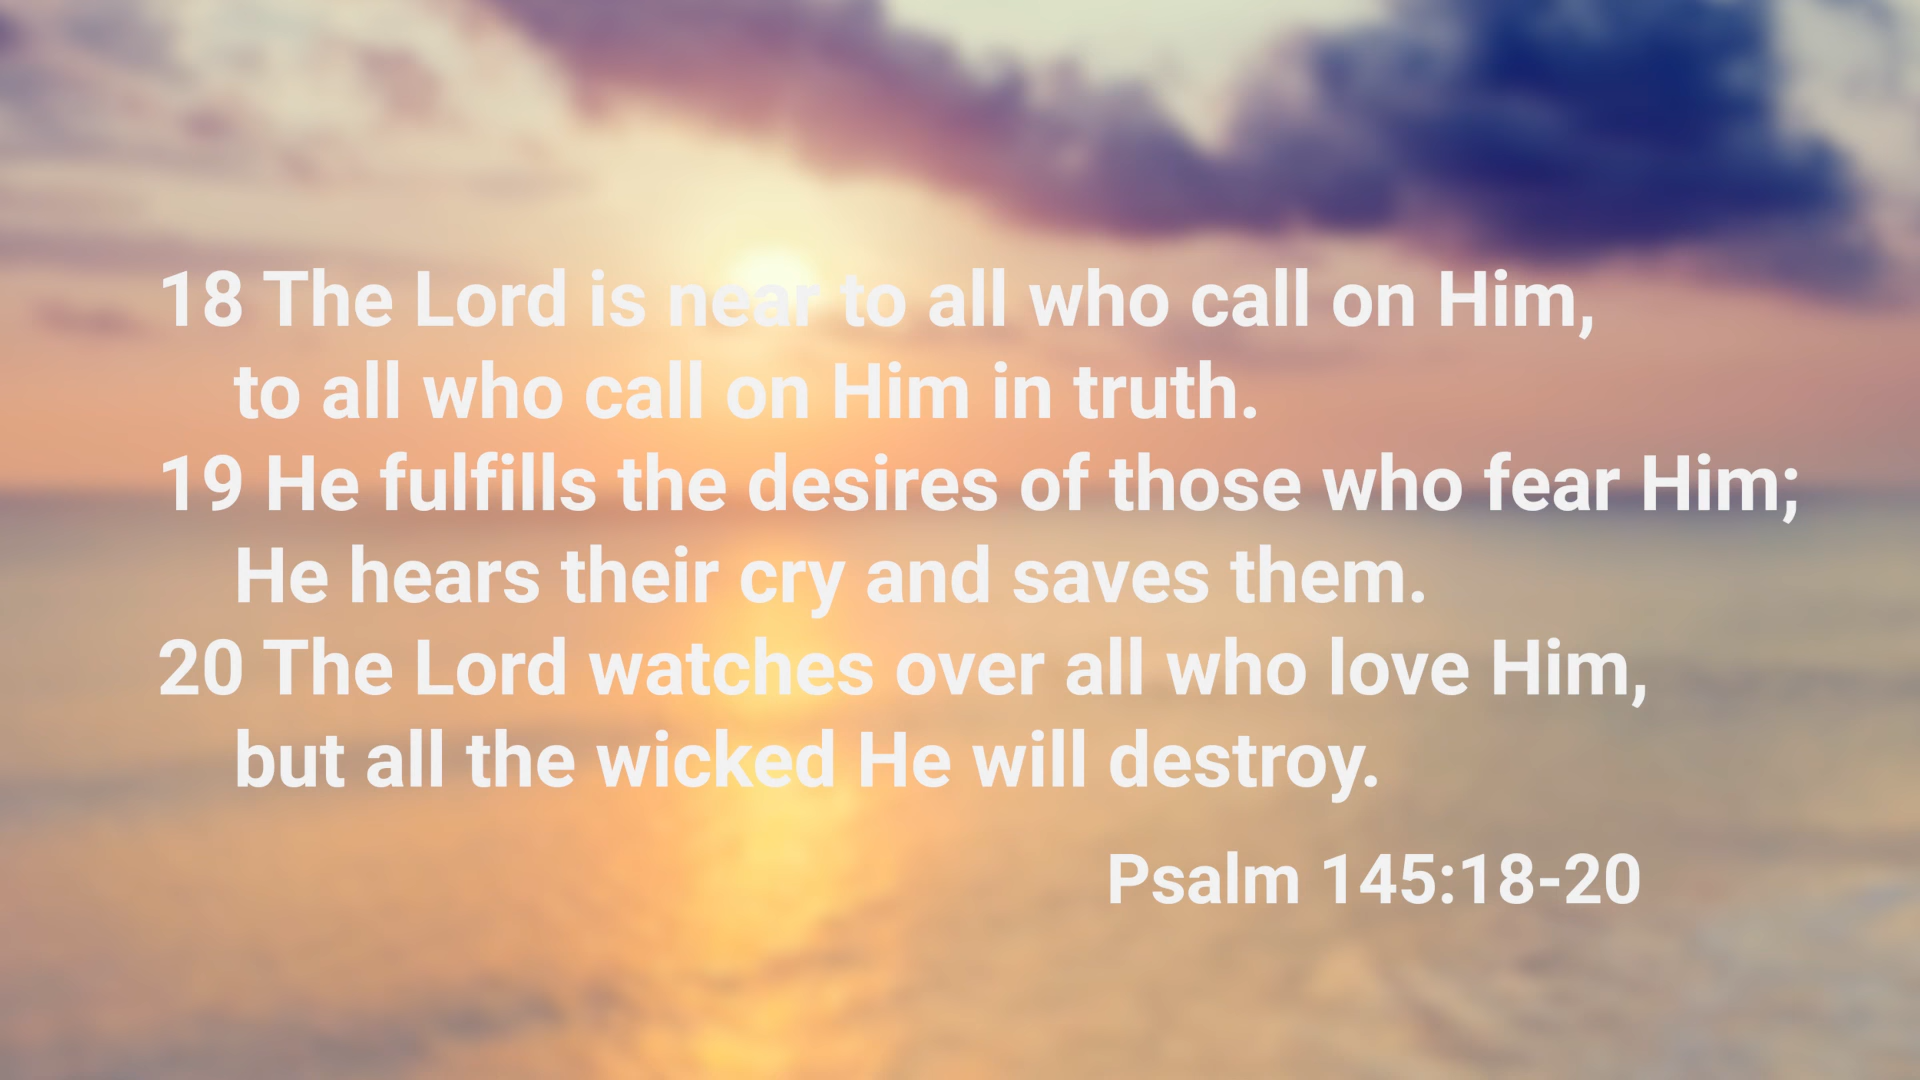 18 The Lord is near to all who call on Him,
to all who call on Him in truth.
19 He fulfills the desires of those who fear Him;
He hears their cry and saves them.
20 The Lord watches over all who love Him,
but all the wicked He will destroy.
Psalm 145:18-20